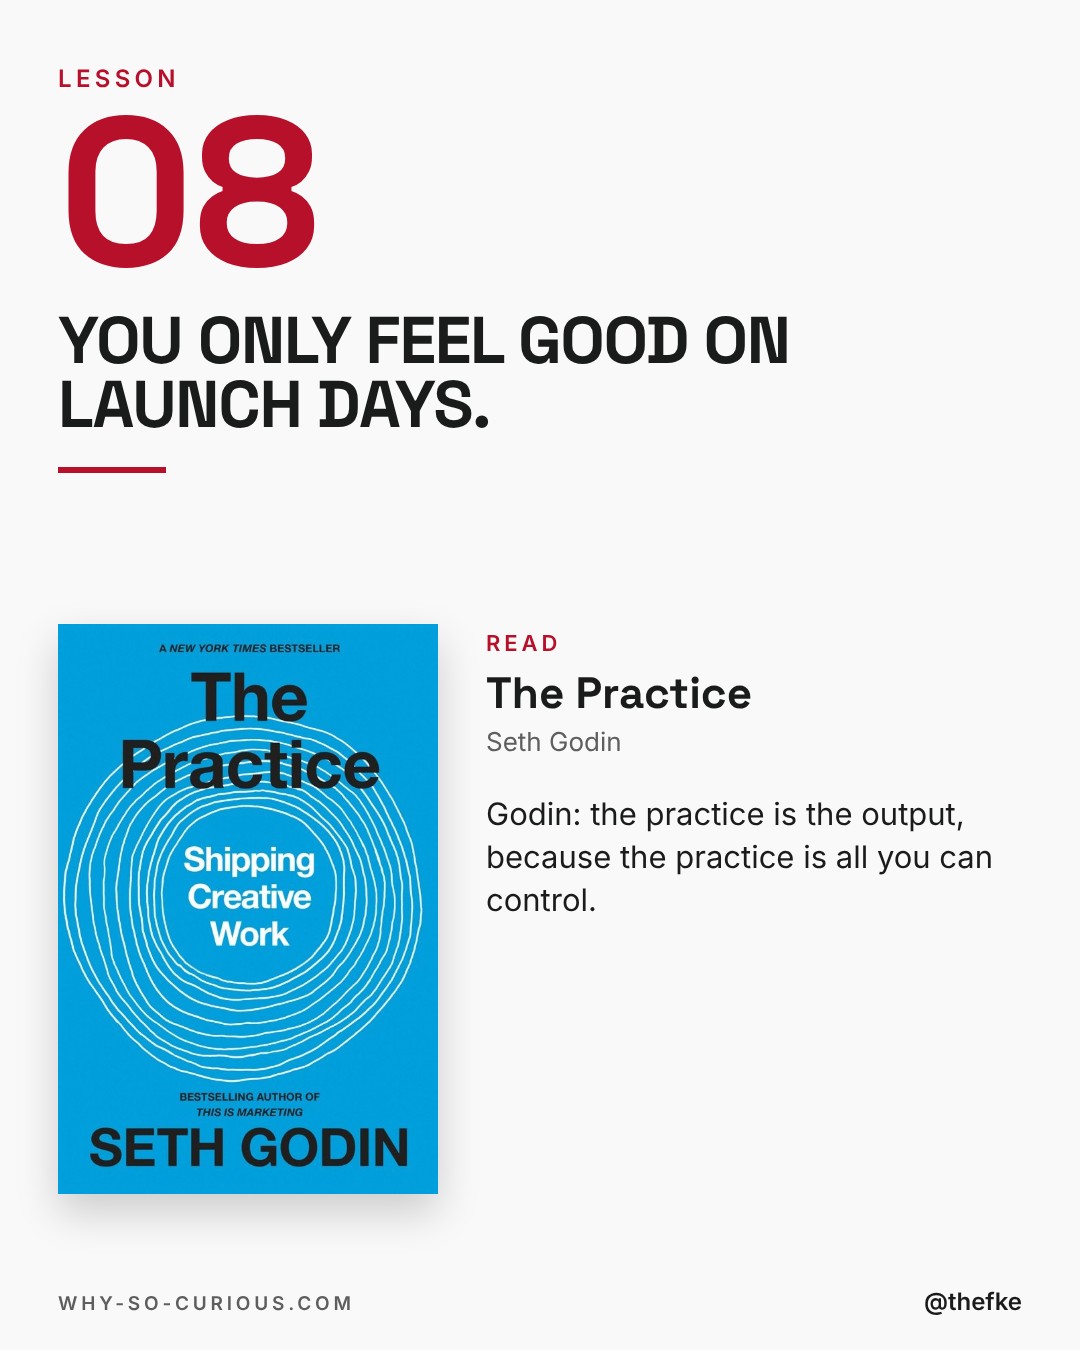 LESSON
08
YOU ONLY FEEL GOOD ON
LAUNCH DAYS.
A NEW YORK TIMES BESTSELLER
The
Practice
Shipping
Creative
Work
BESTSELLING AUTHOR OF
THIS IS MARKETING
SETH GODIN
READ
The Practice
Seth Godin
Godin: the practice is the output,
because the practice is all you can
control.
WHY-SO-CURIOUS.COM
@thefke